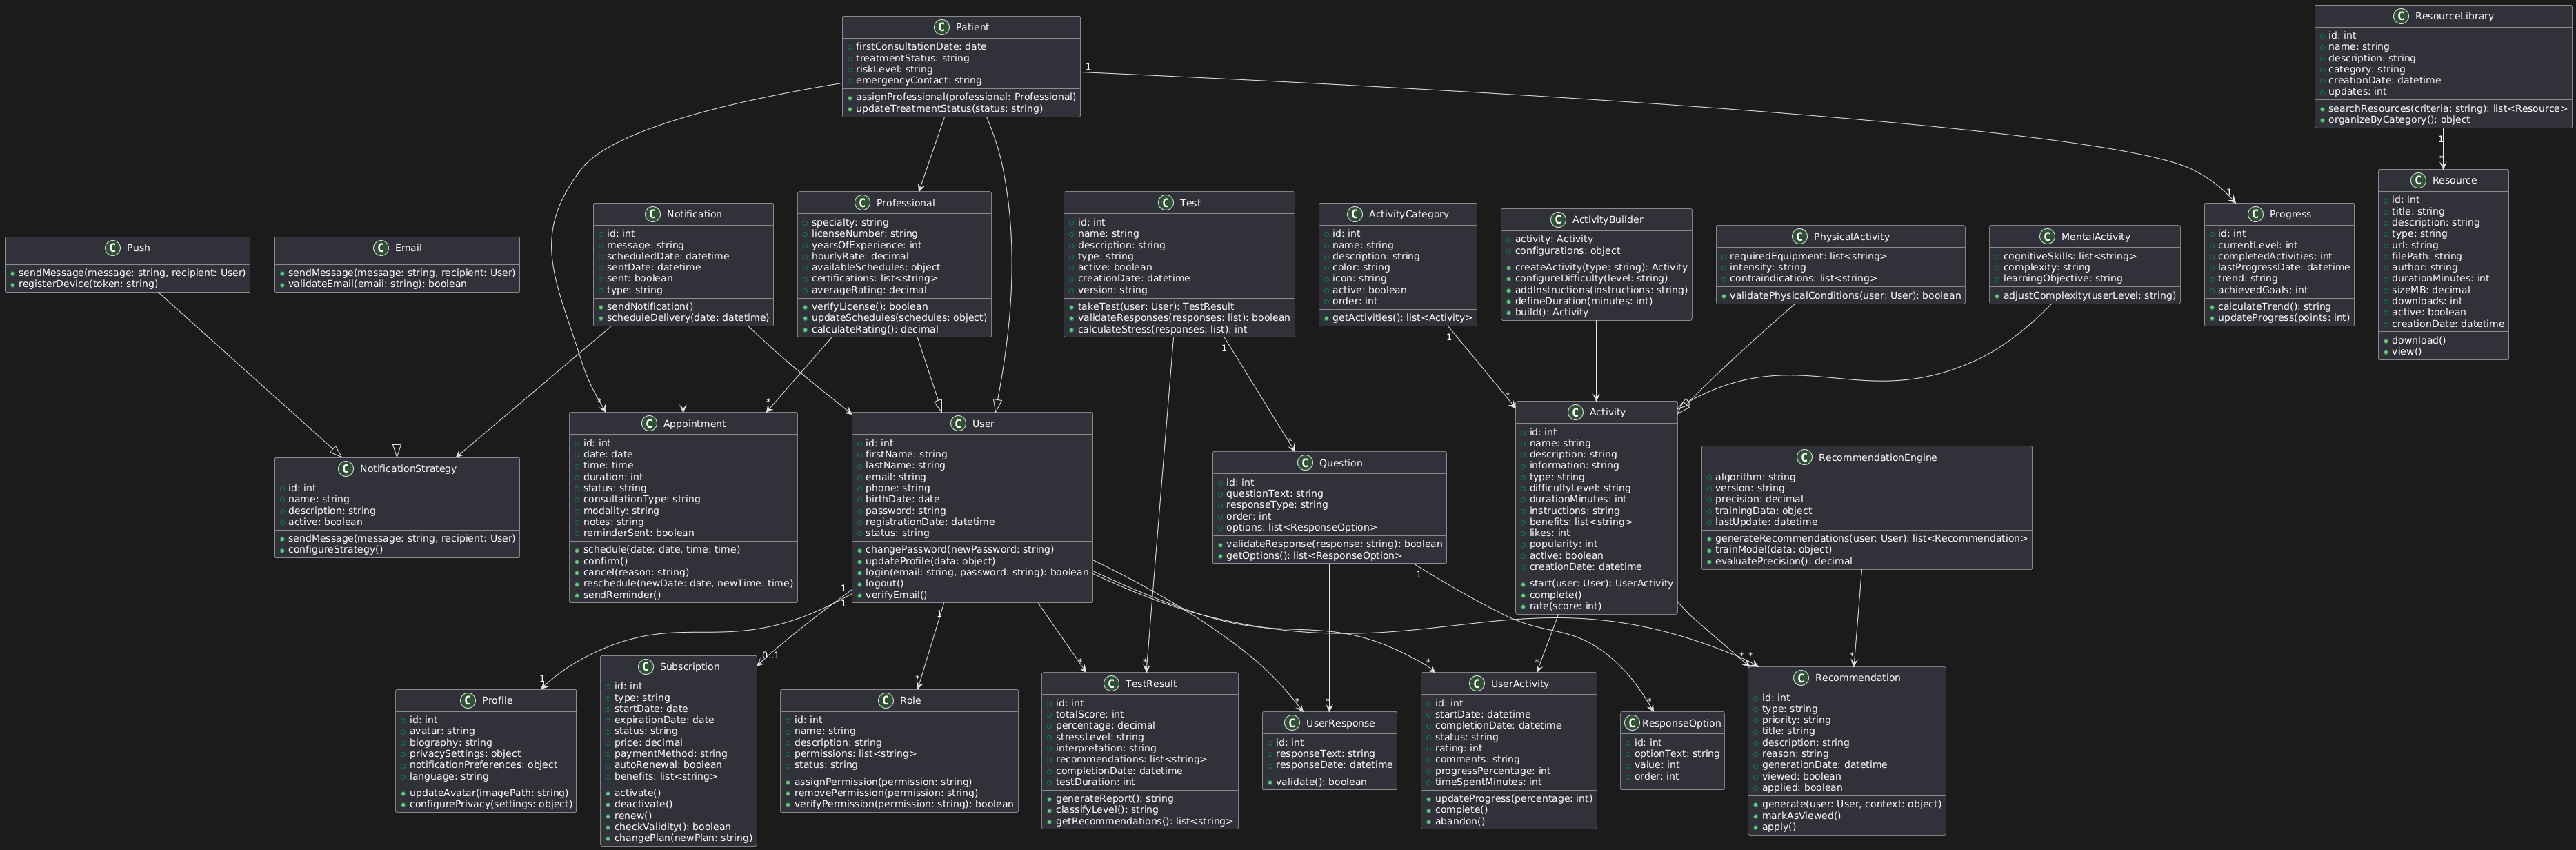 C Patient
firstConsultationDate: date
treatmentStatus: string
riskLevel: string
emergencyContact: string
assignProfessional(professional: Professional)
updateTreatmentStatus(status: string)
C ResourceLibrary
id: int
name: string
description: string
category: string
creationDate: datetime
updates: int
searchResources(criteria: string): list<Resource>
organizeByCategory(): object
1
1
*
1
C Push
sendMessage(message: string, recipient: User)
registerDevice(token: string)
C Email
sendMessage(message: string, recipient: User)
validateEmail(email: string): boolean
C Notification
id: int
message: string
scheduledDate: datetime
sentDate: datetime
sent: boolean
type: string
sendNotification()
scheduleDelivery(date: datetime)
C Professional
specialty: string
licenseNumber: string
yearsOfExperience: int
hourlyRate: decimal
availableSchedules: object
certifications: list<string>
averageRating: decimal
verifyLicense(): boolean
updateSchedules(schedules: object)
calculateRating(): decimal
C Test
id: int
name: string
description: string
type: string
active: boolean
creationDate: datetime
version: string
takeTest(user: User): TestResult
validateResponses(responses: list): boolean
calculateStress(responses: list): int
C ActivityCategory
id: int
name: string
description: string
color: string
icon: string
active: boolean
order: int
getActivities(): list<Activity>
C ActivityBuilder
activity: Activity
configurations: object
createActivity(type: string): Activity
configureDifficulty(level: string)
addInstructions(instructions: string)
defineDuration(minutes: int)
build(): Activity
C PhysicalActivity
requiredEquipment: list<string>
intensity: string
contraindications: list<string>
validatePhysicalConditions(user: User): boolean
C MentalActivity
cognitiveSkills: list<string>
complexity: string
learningObjective: string
adjustComplexity(userLevel: string)
C Progress
id: int
currentLevel: int
completedActivities: int
lastProgressDate: datetime
trend: string
achievedGoals: int
calculateTrend(): string
updateProgress(points: int)
C Resource
id: int
title: string
description: string
type: string
url: string
filePath: string
author: string
durationMinutes: int
sizeMB: decimal
downloads: int
active: boolean
creationDate: datetime
download()
view()
1
1
*
*
*
*
C NotificationStrategy
id: int
name: string
description: string
active: boolean
sendMessage(message: string, recipient: User)
configureStrategy()
C Appointment
id: int
date: date
time: time
duration: int
status: string
consultationType: string
modality: string
notes: string
reminderSent: boolean
schedule(date: date, time: time)
confirm()
cancel(reason: string)
reschedule(newDate: date, newTime: time)
sendReminder()
C User
id: int
firstName: string
lastName: string
email: string
phone: string
birthDate: date
password: string
registrationDate: datetime
status: string
changePassword(newPassword: string)
updateProfile(data: object)
login(email: string, password: string): boolean
logout()
verifyEmail()
C Question
id: int
questionText: string
responseType: string
order: int
options: list<ResponseOption>
validateResponse(response: string): boolean
getOptions(): list<ResponseOption>
C Activity
id: int
name: string
description: string
information: string
type: string
difficultyLevel: string
durationMinutes: int
instructions: string
benefits: list<string>
likes: int
popularity: int
active: boolean
creationDate: datetime
start(user: User): UserActivity
complete()
rate(score: int)
C RecommendationEngine
algorithm: string
version: string
precision: decimal
trainingData: object
lastUpdate: datetime
generateRecommendations(user: User): list<Recommendation>
trainModel(data: object)
evaluatePrecision(): decimal
1
1
1
1
1
0..1
*
*
*
*
*
*
*
*
*
*
C Profile
id: int
avatar: string
biography: string
privacySettings: object
notificationPreferences: object
language: string
updateAvatar(imagePath: string)
configurePrivacy(settings: object)
C Subscription
id: int
type: string
startDate: date
expirationDate: date
status: string
price: decimal
paymentMethod: string
autoRenewal: boolean
benefits: list<string>
activate()
deactivate()
renew()
checkValidity(): boolean
changePlan(newPlan: string)
C Role
id: int
name: string
description: string
permissions: list<string>
status: string
assignPermission(permission: string)
removePermission(permission: string)
verifyPermission(permission: string): boolean
C TestResult
id: int
totalScore: int
percentage: decimal
stressLevel: string
interpretation: string
recommendations: list<string>
completionDate: datetime
testDuration: int
generateReport(): string
classifyLevel(): string
getRecommendations(): list<string>
C UserResponse
id: int
responseText: string
responseDate: datetime
validate(): boolean
C UserActivity
id: int
startDate: datetime
completionDate: datetime
status: string
rating: int
comments: string
progressPercentage: int
timeSpentMinutes: int
updateProgress(percentage: int)
complete()
abandon()
C ResponseOption
id: int
optionText: string
value: int
order: int
C Recommendation
id: int
type: string
priority: string
title: string
description: string
reason: string
generationDate: datetime
viewed: boolean
applied: boolean
generate(user: User, context: object)
markAsViewed()
apply()